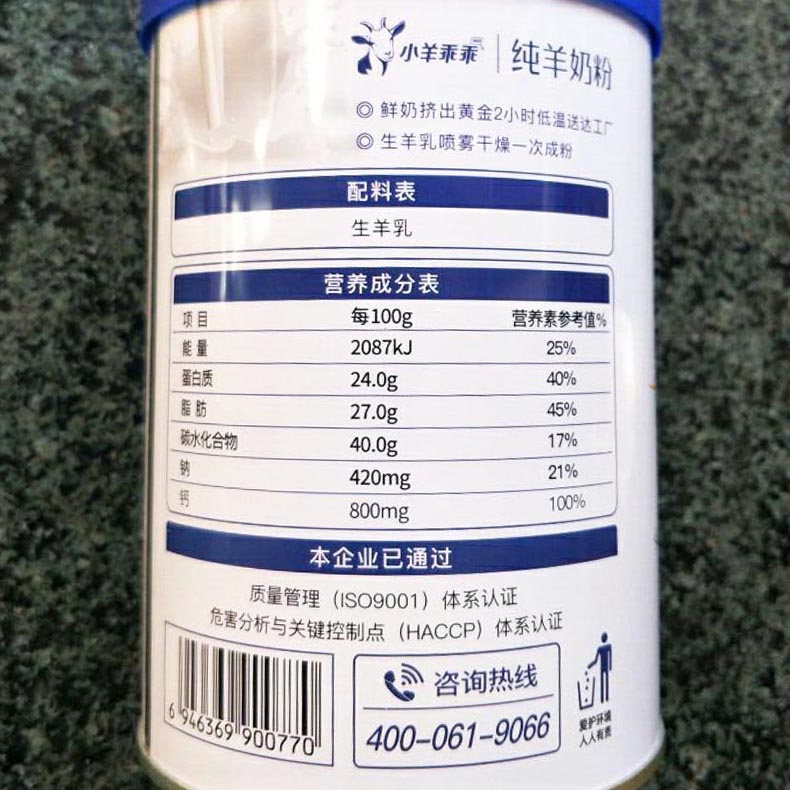 小羊乖乖 纯羊奶粉
◎ 鲜奶挤出黄金2小时低温送达工厂
◎ 生羊乳喷雾干燥一次成粉
配料表
生羊乳
营养成分表
项目 每100g 营养素参考值%
能量 2087kJ 25%
蛋白质 24.0g 40%
脂肪 27.0g 45%
碳水化合物 40.0g 17%
钠 420mg 21%
钙 800mg 100%
本企业已通过
质量管理（ISO9001）体系认证
危害分析与关键控制点（HACCP）体系认证
6 946369 900770
咨询热线
400-061-9066
爱护环境
人人有责